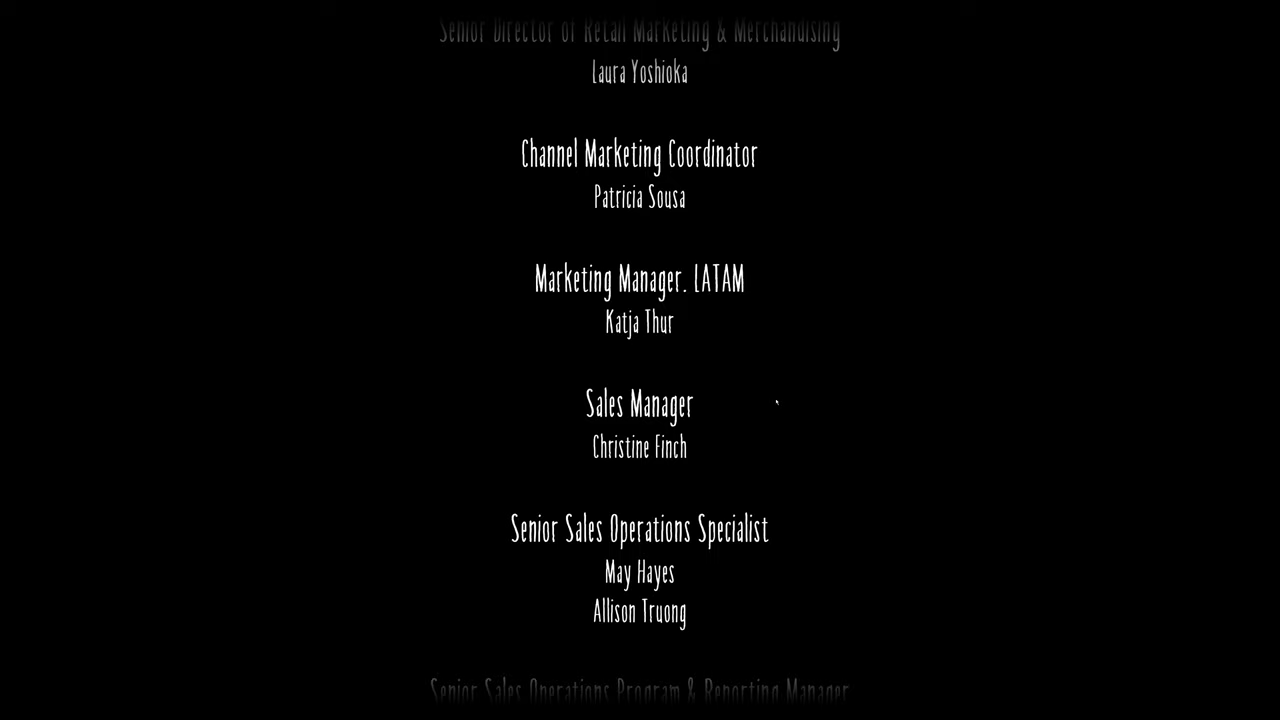 Senior Director of Retail Marketing & Merchandising
Laura Yoshioka
Channel Marketing Coordinator
Patricia Sousa
Marketing Manager. LATAM
Katja Thur
Sales Manager
Christine Finch
Senior Sales Operations Specialist
May Hayes
Allison Truong
Senior Sales Operations Program & Reporting Manager